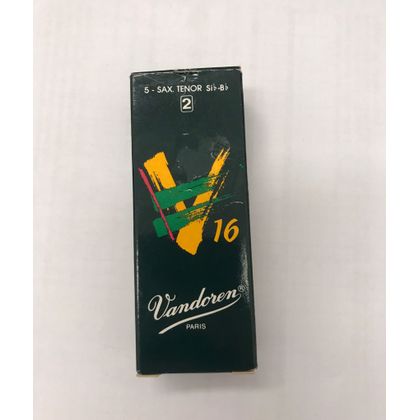 5 - SAX. TENOR Si♭-B♭
2
V16
Vandoren®
PARIS